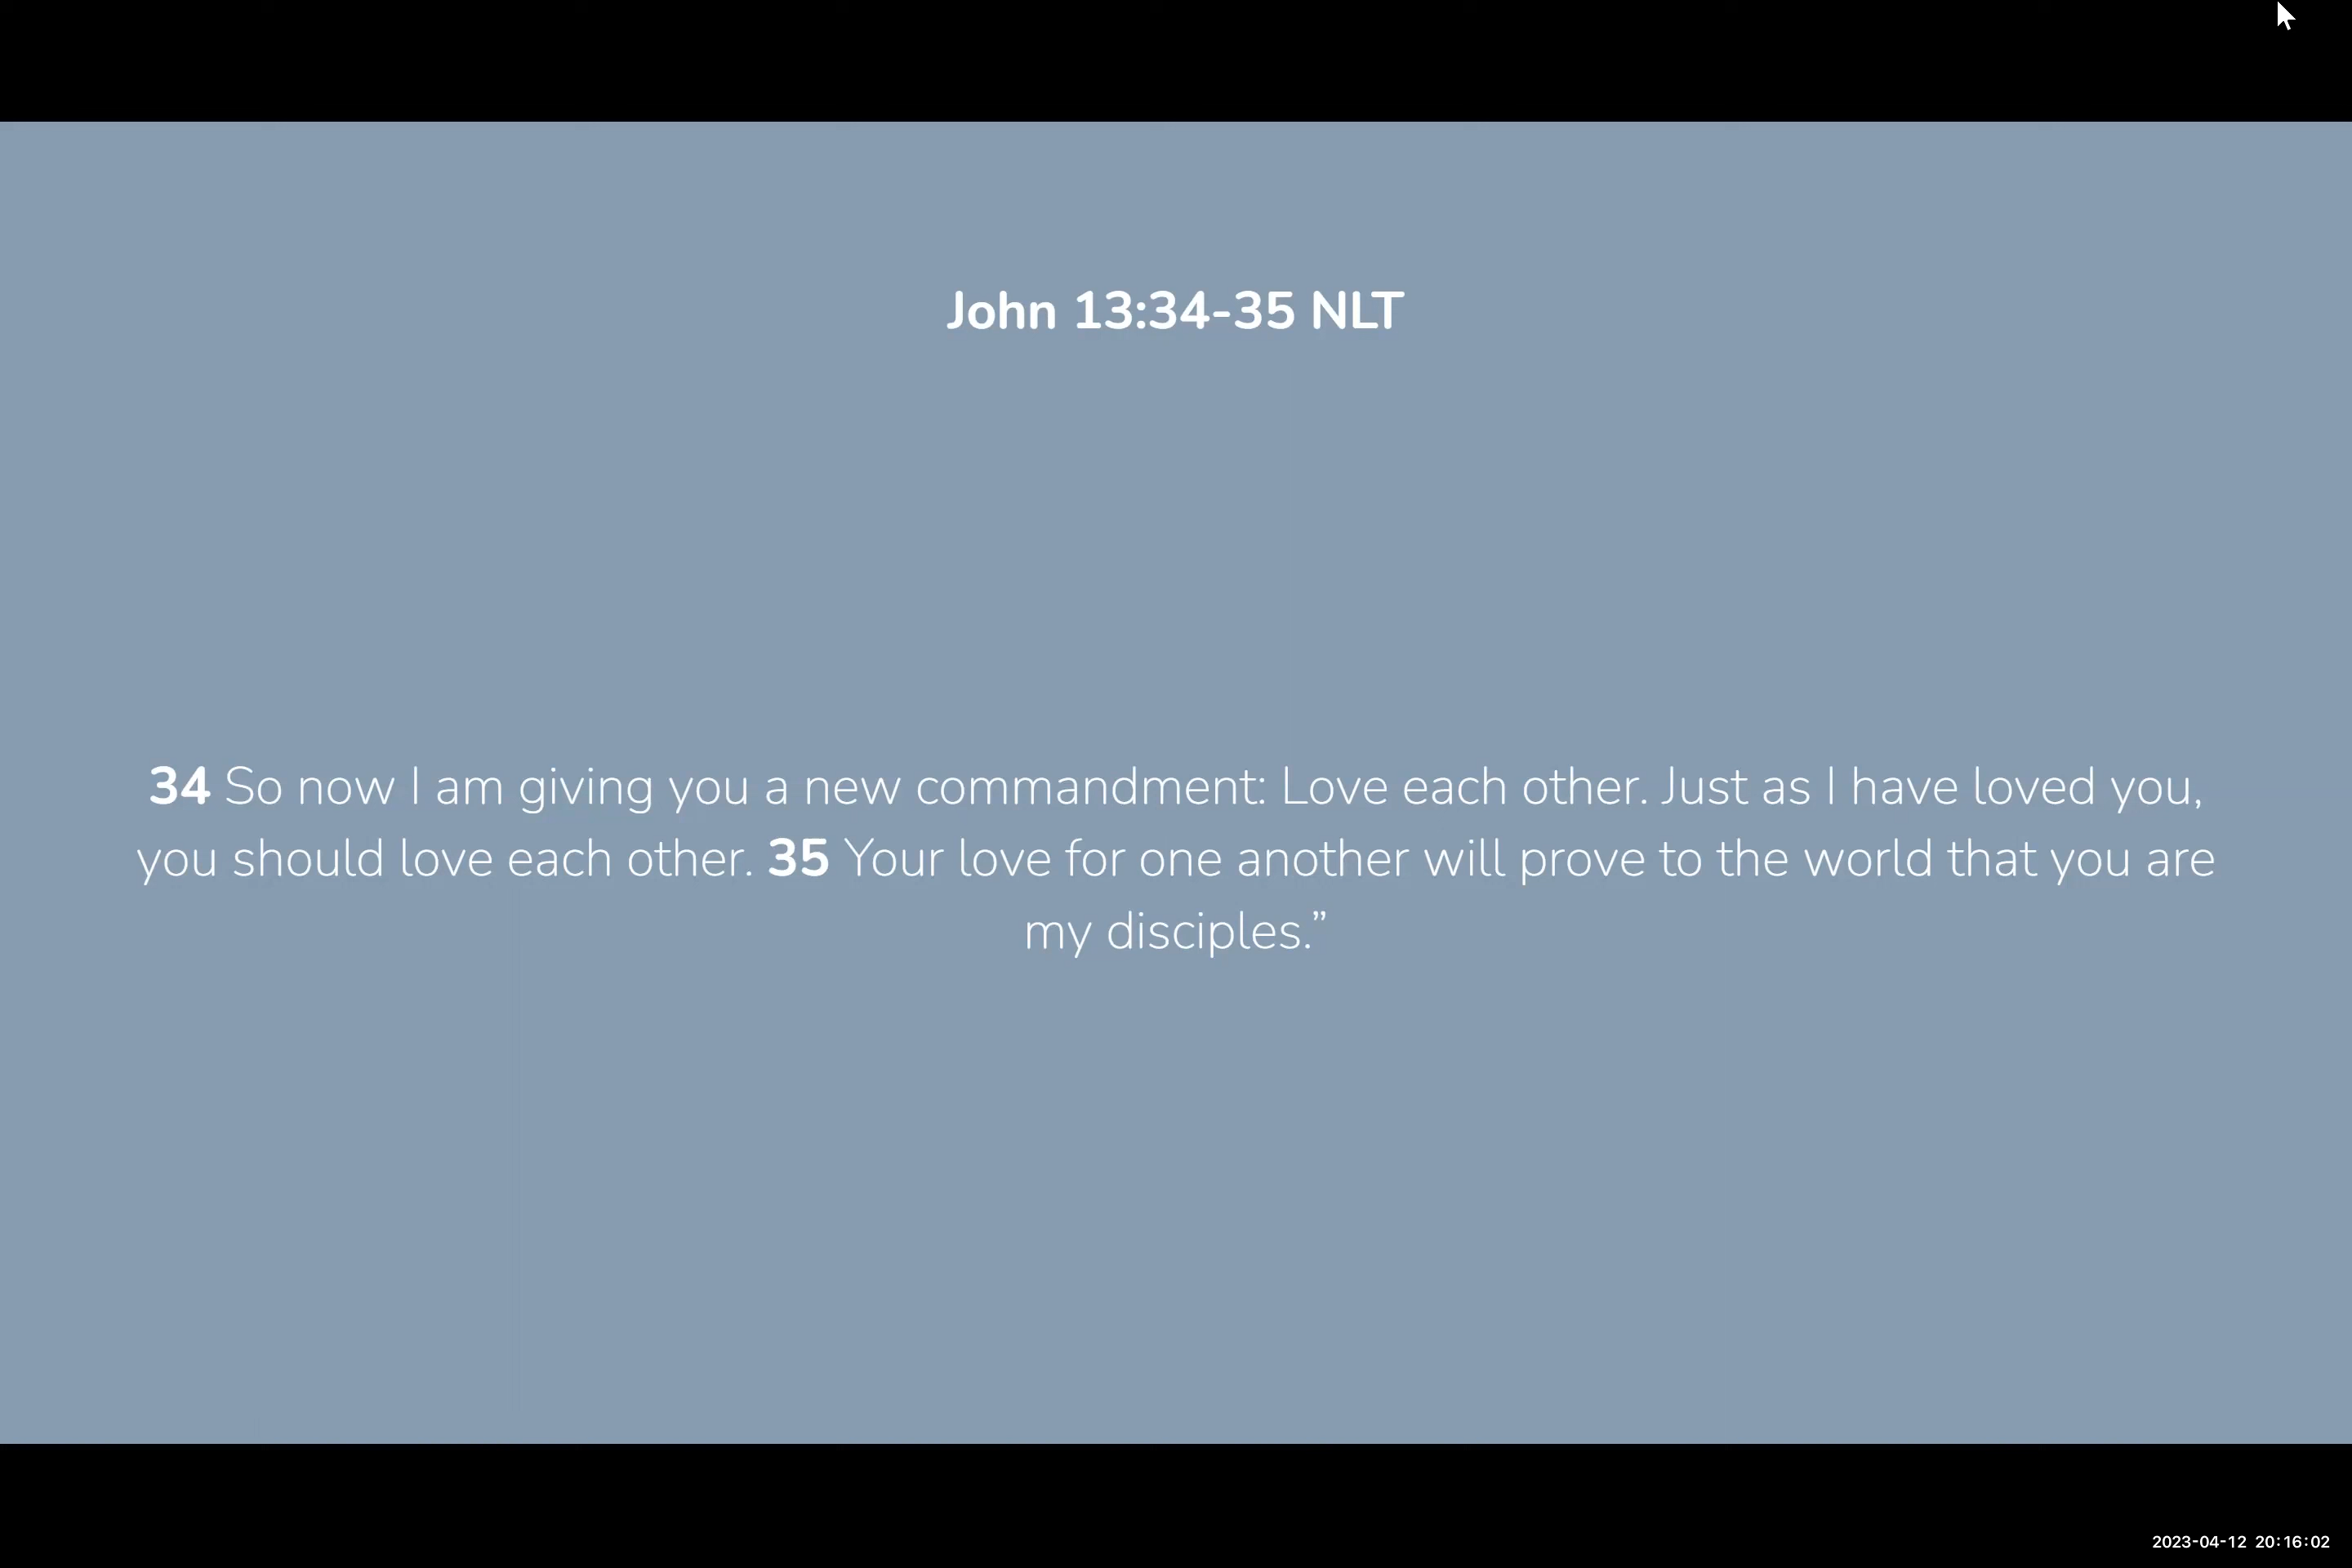 John 13:34-35 NLT
34 So now I am giving you a new commandment: Love each other. Just as I have loved you,
you should love each other. 35 Your love for one another will prove to the world that you are
my disciples.”
2023-04-12 20:16:02